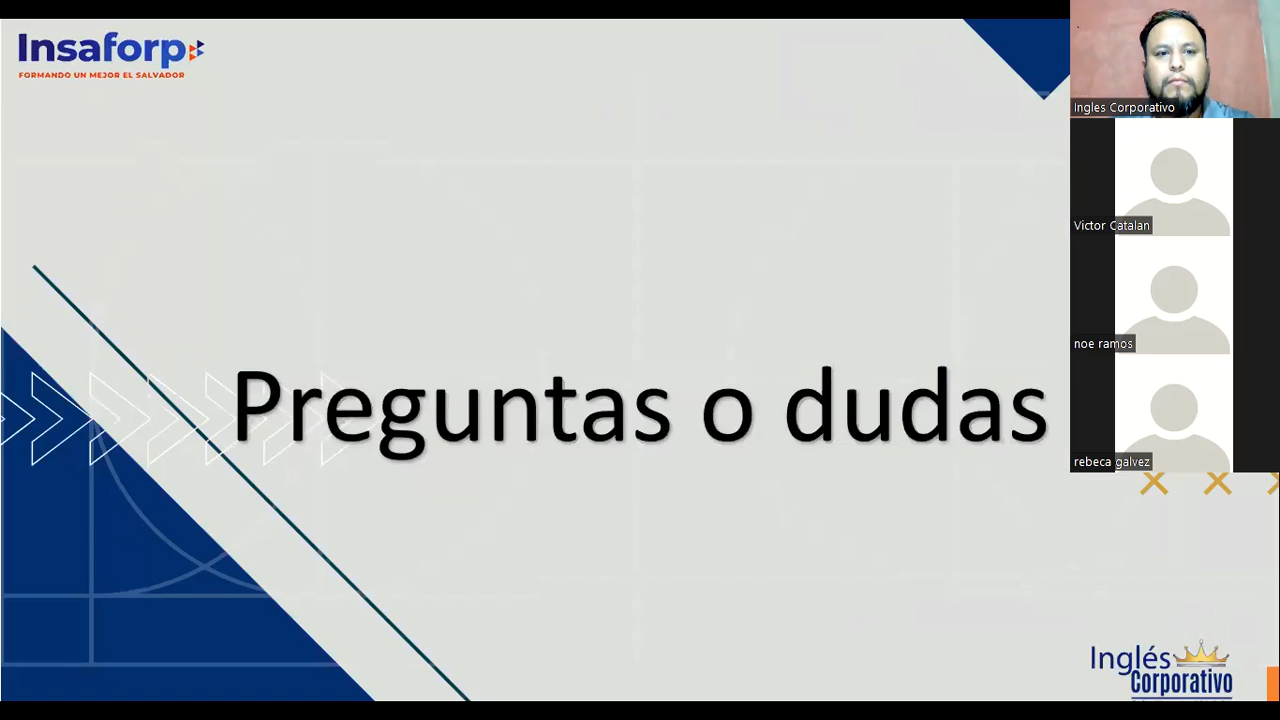 Insaforp
FORMANDO UN MEJOR EL SALVADOR
Ingles Corporativo
Victor Catalan
noe ramos
rebeca galvez
Preguntas o dudas
Inglés
Corporativo